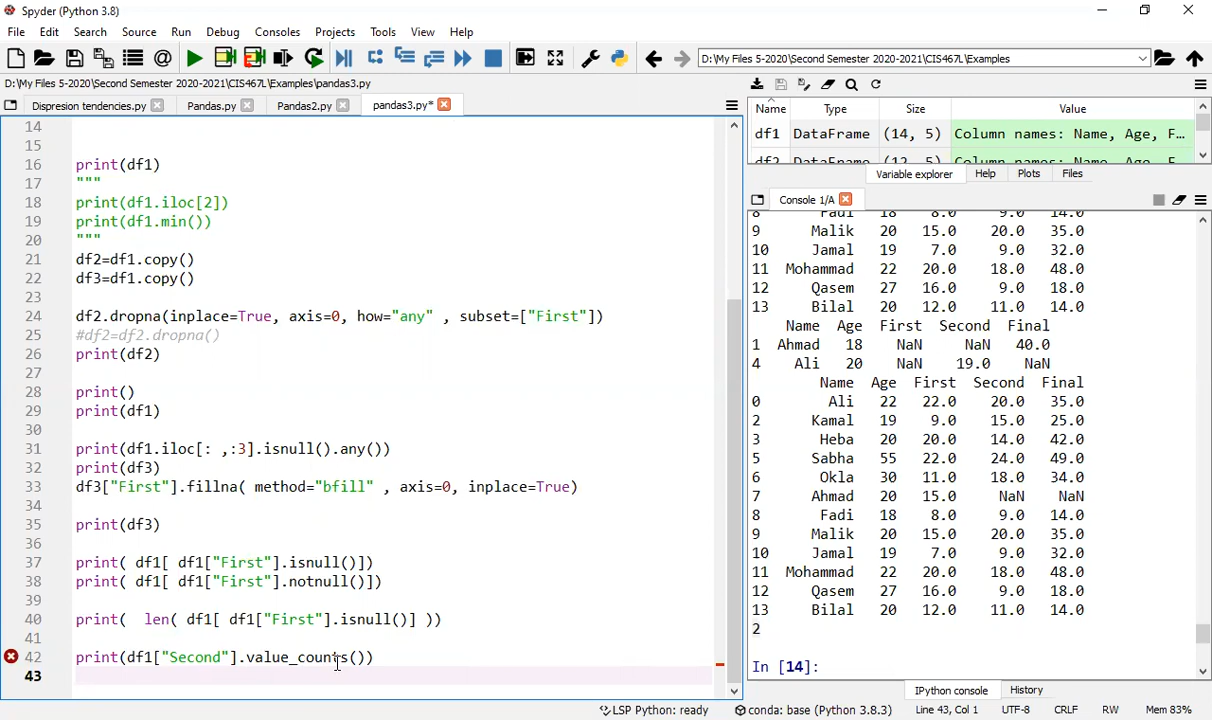 Spyder (Python 3.8)
File Edit Search Source Run Debug Consoles Projects Tools View Help
D:\My Files 5-2020\Second Semester 2020-2021\CIS467L\Examples
D:\My Files 5-2020\Second Semester 2020-2021\CIS467L\Examples\pandas3.py
Dispresion tendencies.py Pandas.py Pandas2.py pandas3.py*
14
15
16 print(df1)
17 """
18 print(df1.iloc[2])
19 print(df1.min())
20 """
21 df2=df1.copy()
22 df3=df1.copy()
23
24 df2.dropna(inplace=True, axis=0, how="any" , subset=["First"])
25 #df2=df2.dropna()
26 print(df2)
27
28 print()
29 print(df1)
30
31 print(df1.iloc[: ,:3].isnull().any())
32 print(df3)
33 df3["First"].fillna( method="bfill" , axis=0, inplace=True)
34
35 print(df3)
36
37 print( df1[ df1["First"].isnull()])
38 print( df1[ df1["First"].notnull()])
39
40 print(  len( df1[ df1["First"].isnull()] ))
41
42 print(df1["Second"].value_counts())
43
Name Type Size Value
df1 DataFrame (14, 5) Column names: Name, Age, F…
df2 DataFrame (12, 5) Column names: Name, Age, F…
Variable explorer Help Plots Files
Console 1/A
8 Fadi 18 8.0 9.0 14.0
9 Malik 20 15.0 20.0 35.0
10 Jamal 19 7.0 9.0 32.0
11 Mohammad 22 20.0 18.0 48.0
12 Qasem 27 16.0 9.0 18.0
13 Bilal 20 12.0 11.0 14.0
Name Age First Second Final
1 Ahmad 18 NaN NaN 40.0
4 Ali 20 NaN 19.0 NaN
Name Age First Second Final
0 Ali 22 22.0 20.0 35.0
2 Kamal 19 9.0 15.0 25.0
3 Heba 20 20.0 14.0 42.0
5 Sabha 55 22.0 24.0 49.0
6 Okla 30 11.0 18.0 34.0
7 Ahmad 20 15.0 NaN NaN
8 Fadi 18 8.0 9.0 14.0
9 Malik 20 15.0 20.0 35.0
10 Jamal 19 7.0 9.0 32.0
11 Mohammad 22 20.0 18.0 48.0
12 Qasem 27 16.0 9.0 18.0
13 Bilal 20 12.0 11.0 14.0
2
In [14]:
IPython console History
LSP Python: ready conda: base (Python 3.8.3) Line 43, Col 1 UTF-8 CRLF RW Mem 83%